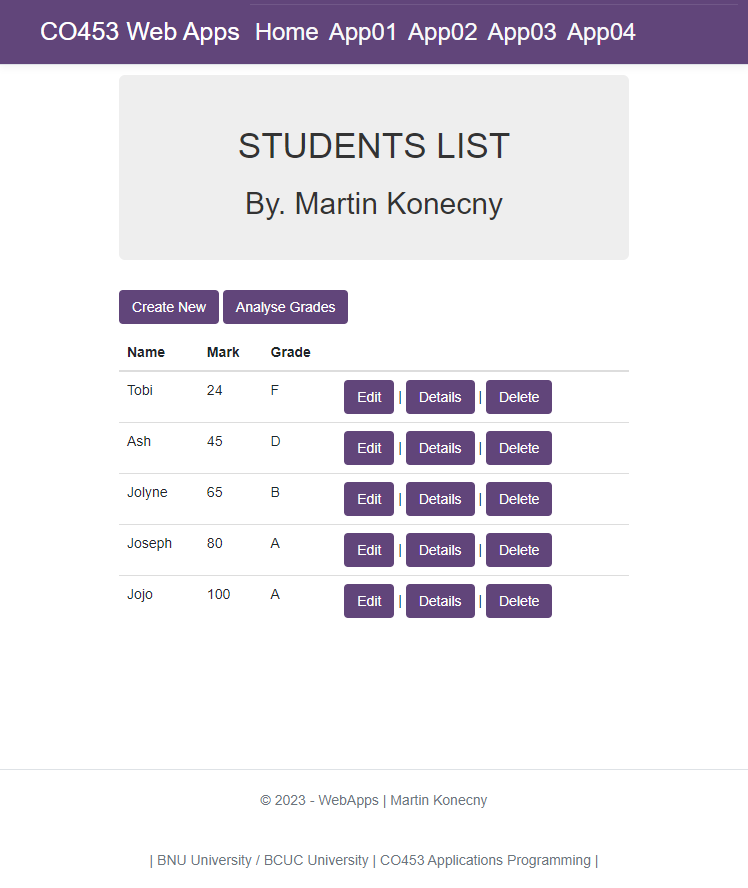 CO453 Web Apps Home App01 App02 App03 App04
STUDENTS LIST
By. Martin Konecny
Create New Analyse Grades
Name Mark Grade
Tobi 24 F Edit | Details | Delete
Ash 45 D Edit | Details | Delete
Jolyne 65 B Edit | Details | Delete
Joseph 80 A Edit | Details | Delete
Jojo 100 A Edit | Details | Delete
© 2023 - WebApps | Martin Konecny
| BNU University / BCUC University | CO453 Applications Programming |